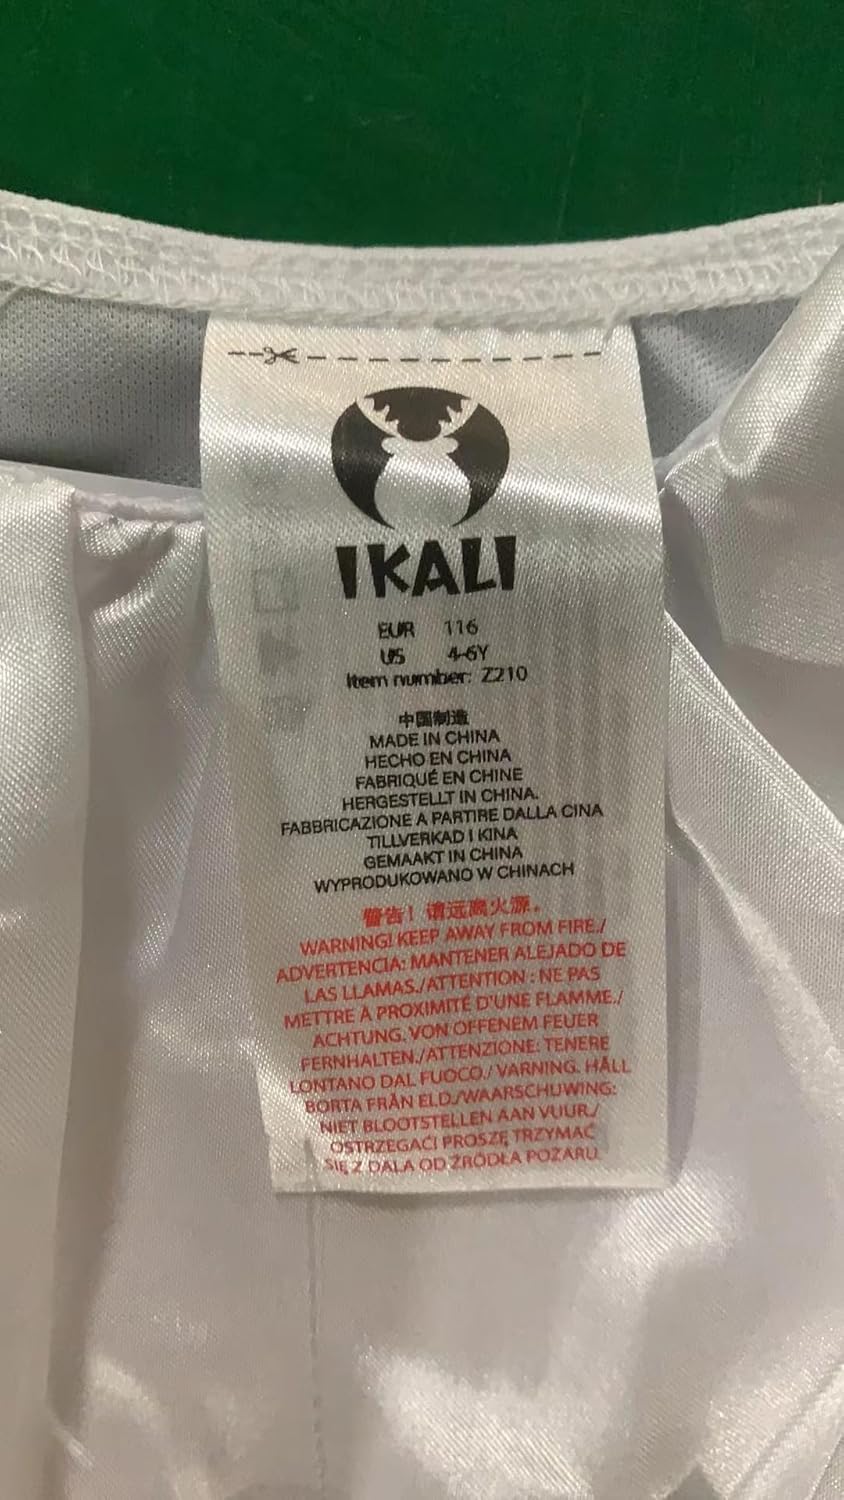 IKALI
EUR 116
US 4-6Y
Item number: Z210
中国制造
MADE IN CHINA
HECHO EN CHINA
FABRIQUÉ EN CHINE
HERGESTELLT IN CHINA.
FABBRICAZIONE A PARTIRE DALLA CINA
TILLVERKAD I KINA
GEMAAKT IN CHINA
WYPRODUKOWANO W CHINACH
警告！请远离火源。
WARNING! KEEP AWAY FROM FIRE./
ADVERTENCIA: MANTENER ALEJADO DE
LAS LLAMAS./ATTENTION : NE PAS
METTRE À PROXIMITÉ D'UNE FLAMME./
ACHTUNG. VON OFFENEM FEUER
FERNHALTEN./ATTENZIONE: TENERE
LONTANO DAL FUOCO./ VARNING. HÅLL
BORTA FRÅN ELD./WAARSCHUWING:
NIET BLOOTSTELLEN AAN VUUR./
OSTRZEGACI PROSZĘ TRZYMAĆ
SIĘ Z DALA OD ŹRÓDŁA POŻARU.